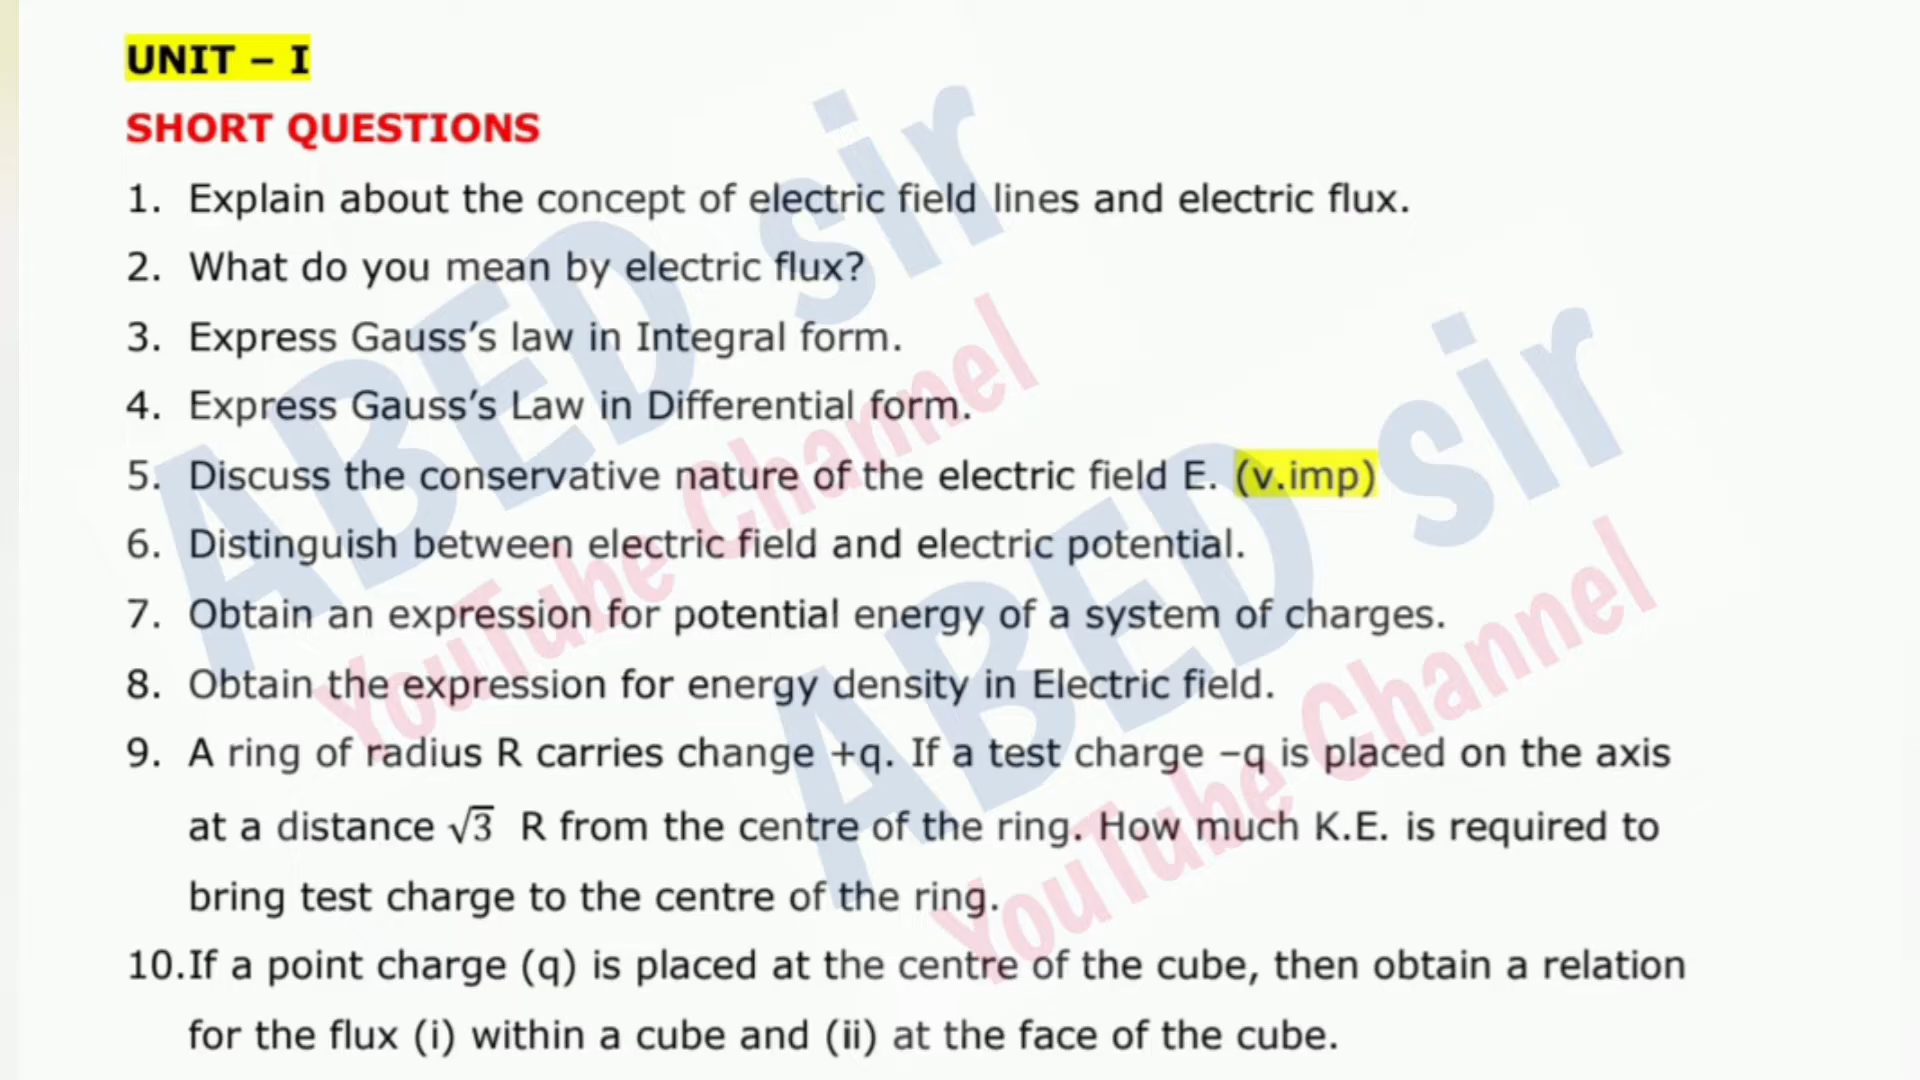 UNIT – I
SHORT QUESTIONS
1. Explain about the concept of electric field lines and electric flux.
2. What do you mean by electric flux?
3. Express Gauss’s law in Integral form.
4. Express Gauss’s Law in Differential form.
5. Discuss the conservative nature of the electric field E. (v.imp)
6. Distinguish between electric field and electric potential.
7. Obtain an expression for potential energy of a system of charges.
8. Obtain the expression for energy density in Electric field.
9. A ring of radius R carries change +q. If a test charge –q is placed on the axis
at a distance √3 R from the centre of the ring. How much K.E. is required to
bring test charge to the centre of the ring.
10.If a point charge (q) is placed at the centre of the cube, then obtain a relation
for the flux (i) within a cube and (ii) at the face of the cube.
ABED sir
YouTube Channel
ABED sir
YouTube Channel